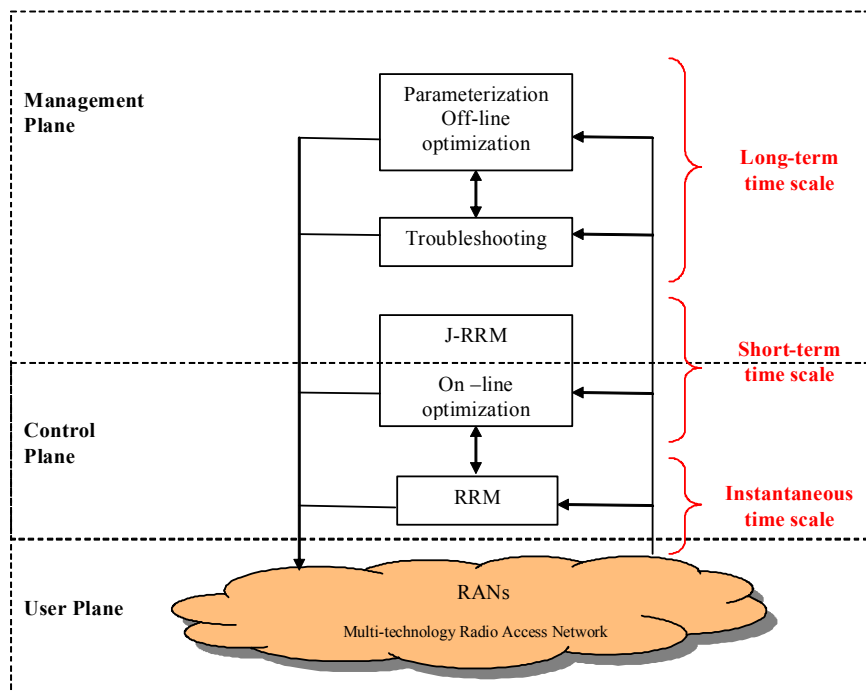 Management
Plane
Parameterization
Off-line
optimization
Long-term
time scale
Troubleshooting
J-RRM
Short-term
time scale
On –line
optimization
Control
Plane
RRM
Instantaneous
time scale
User Plane
RANs
Multi-technology Radio Access Network